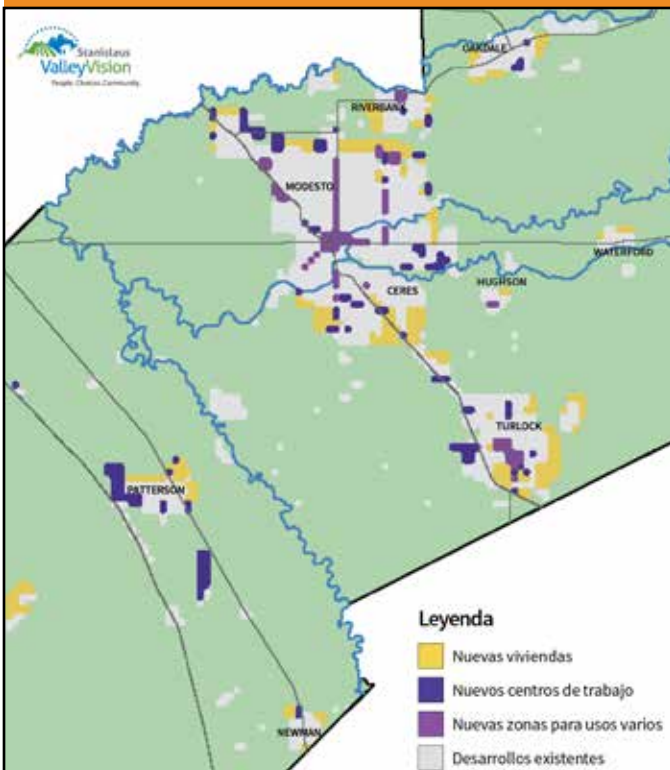 Stanislaus
ValleyVision
People. Choices. Community.
OAKDALE
RIVERBANK
MODESTO
WATERFORD
HUGHSON
CERES
TURLOCK
PATTERSON
NEWMAN
Leyenda
Nuevas viviendas
Nuevos centros de trabajo
Nuevas zonas para usos varios
Desarrollos existentes